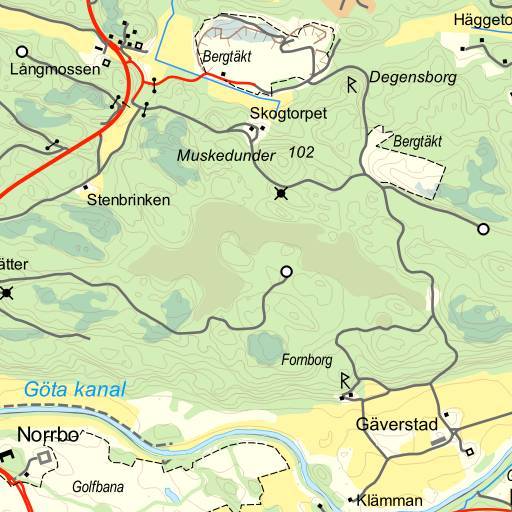 Häggeto
Bergtäkt
Långmossen
Degensborg
Skogtorpet
Bergtäkt
Muskedunder 102
Stenbrinken
ätter
Fornborg
Göta kanal
Gäverstad
Norrbo
Golfbana
Klämman